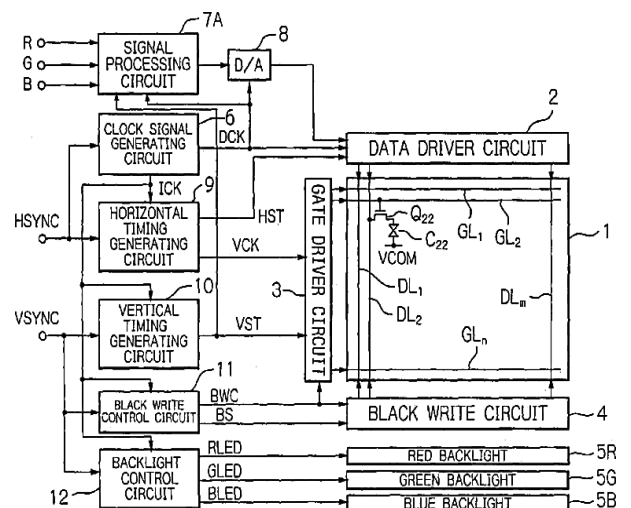 7A
R
G
B
SIGNAL
PROCESSING
CIRCUIT
8
D/A
6
CLOCK SIGNAL
GENERATING
CIRCUIT
DCK
2
DATA DRIVER CIRCUIT
ICK
9
HSYNC
HORIZONTAL
TIMING
GENERATING
CIRCUIT
HST
VCK
3
GATE DRIVER CIRCUIT
GL1
GL2
Q22
C22
VCOM
1
DL1
DL2
DLm
GLn
10
VSYNC
VERTICAL
TIMING
GENERATING
CIRCUIT
VST
11
BLACK WRITE
CONTROL CIRCUIT
BWC
BS
BLACK WRITE CIRCUIT
4
12
BACKLIGHT
CONTROL
CIRCUIT
RLED
GLED
BLED
RED BACKLIGHT
5R
GREEN BACKLIGHT
5G
BLUE BACKLIGHT
5B